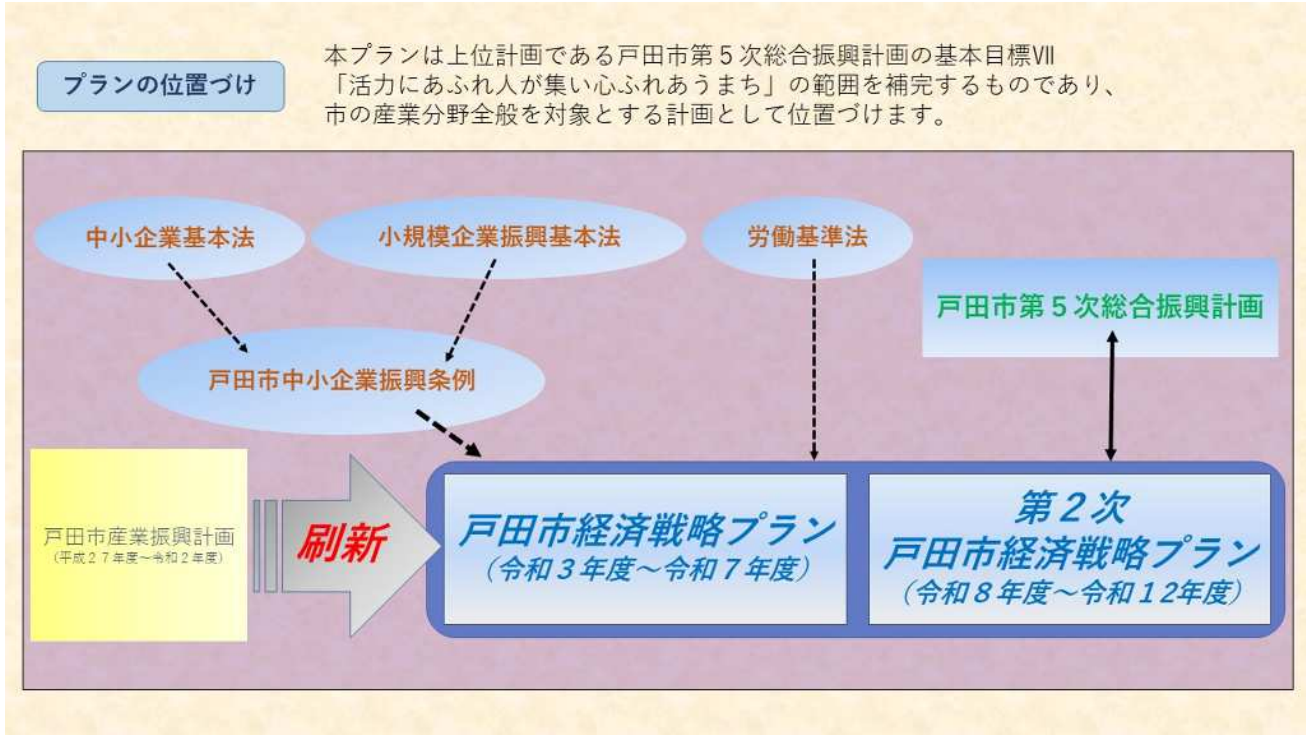 プランの位置づけ
本プランは上位計画である戸田市第５次総合振興計画の基本目標Ⅶ
「活力にあふれ人が集い心ふれあうまち」の範囲を補完するものであり、
市の産業分野全般を対象とする計画として位置づけます。
中小企業基本法
小規模企業振興基本法
労働基準法
戸田市第５次総合振興計画
戸田市中小企業振興条例
戸田市産業振興計画
（平成２７年度～令和２年度）
刷新
戸田市経済戦略プラン
（令和３年度～令和７年度）
第２次
戸田市経済戦略プラン
（令和８年度～令和１２年度）